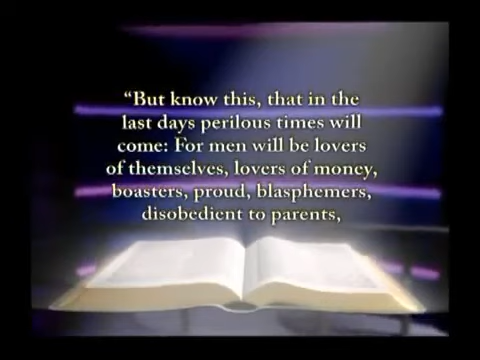 “But know this, that in the
last days perilous times will
come: For men will be lovers
of themselves, lovers of money,
boasters, proud, blasphemers,
disobedient to parents,